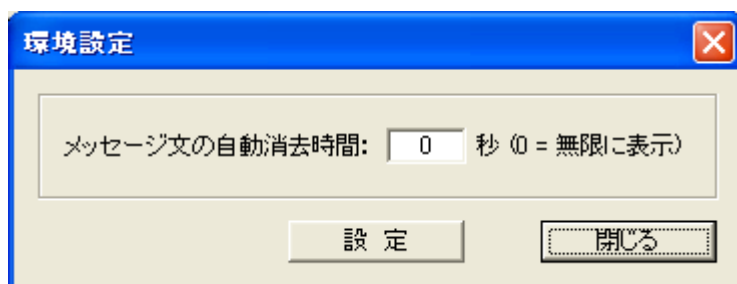 環境設定
メッセージ文の自動消去時間: 0 秒 (0 = 無限に表示)
設 定 閉じる